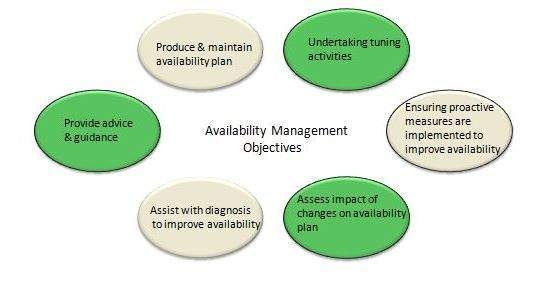 Produce & maintain
availability plan
Undertaking tuning
activities
Provide advice
& guidance
Availability Management
Objectives
Ensuring proactive
measures are
implemented to
improve availability
Assist with diagnosis
to improve availability
Assess impact of
changes on availability
plan